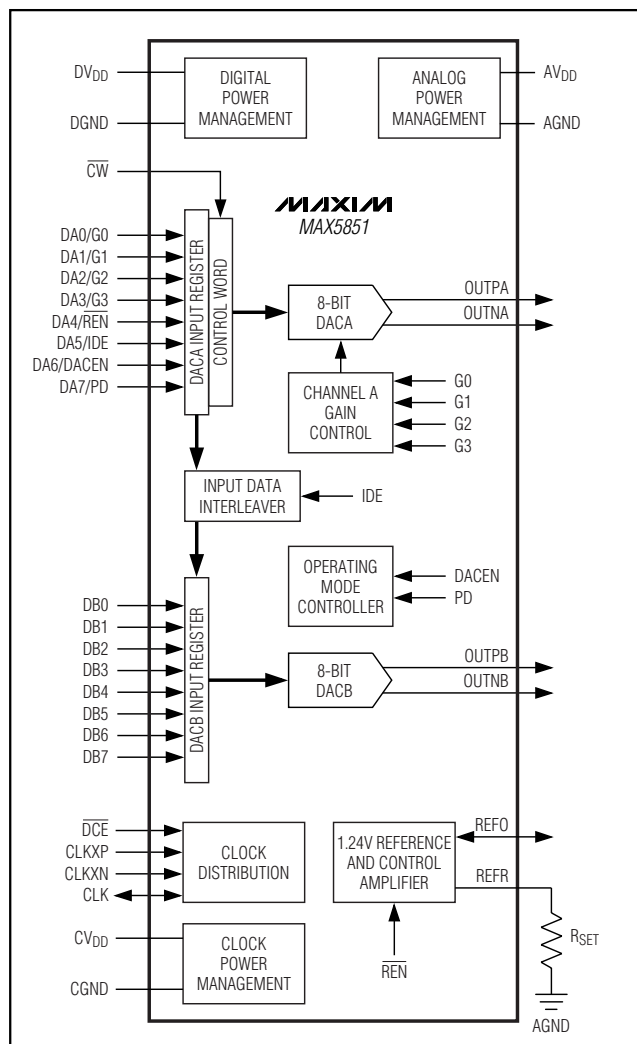 DVDD
DGND
DIGITAL
POWER
MANAGEMENT
ANALOG
POWER
MANAGEMENT
AVDD
AGND
CW
MAXIM
MAX5851
DA0/G0
DA1/G1
DA2/G2
DA3/G3
DA4/REN
DA5/IDE
DA6/DACEN
DA7/PD
DACA INPUT REGISTER
CONTROL WORD
8-BIT
DACA
OUTPA
OUTNA
CHANNEL A
GAIN
CONTROL
G0
G1
G2
G3
INPUT DATA
INTERLEAVER
IDE
OPERATING
MODE
CONTROLLER
DACEN
PD
DB0
DB1
DB2
DB3
DB4
DB5
DB6
DB7
DACB INPUT REGISTER
8-BIT
DACB
OUTPB
OUTNB
DCE
CLKXP
CLKXN
CLK
CLOCK
DISTRIBUTION
1.24V REFERENCE
AND CONTROL
AMPLIFIER
REFO
REFR
REN
RSET
AGND
CVDD
CGND
CLOCK
POWER
MANAGEMENT